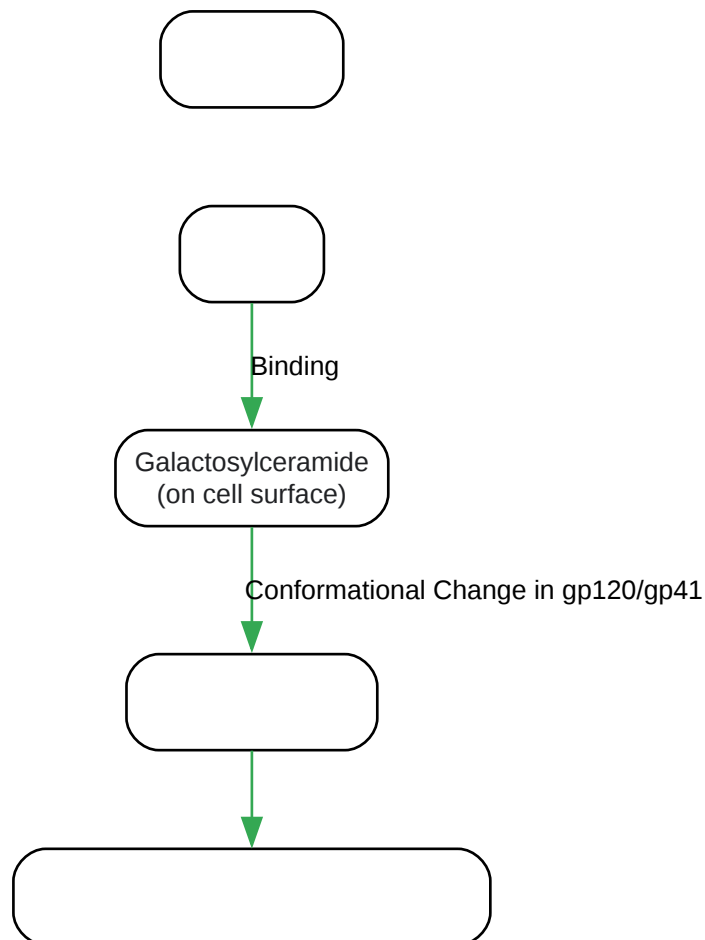 Binding
Galactosylceramide
(on cell surface)
Conformational Change in gp120/gp41